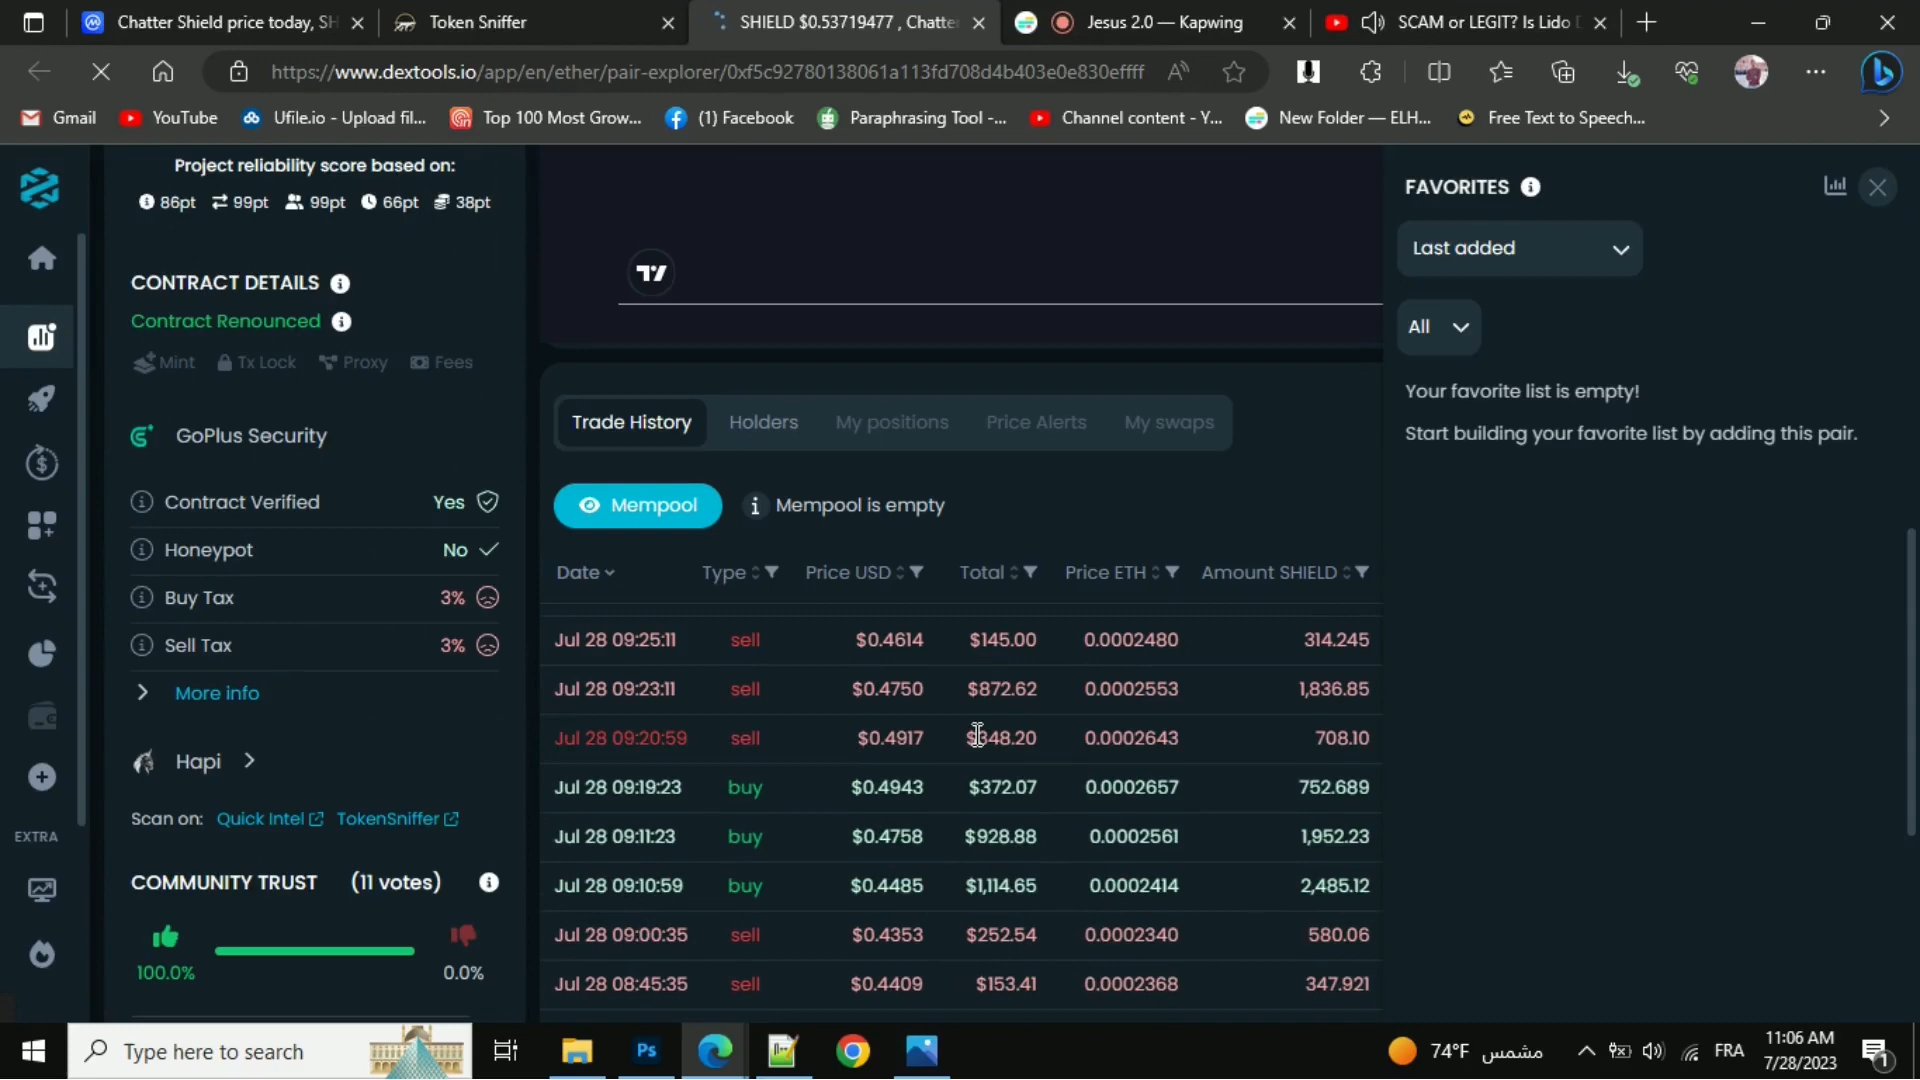 Chatter Shield price today, SH
Token Sniffer
SHIELD $0.53719477 , Chatte
Jesus 2.0 — Kapwing
SCAM or LEGIT? Is Lido D
https://www.dextools.io/app/en/ether/pair-explorer/0xf5c92780138061a113fd708d4b403e0e830effff
Gmail
YouTube
Ufile.io - Upload fil...
Top 100 Most Grow...
(1) Facebook
Paraphrasing Tool -...
Channel content - Y...
New Folder — ELH...
Free Text to Speech...
Project reliability score based on:
86pt 99pt 99pt 66pt 38pt
CONTRACT DETAILS
Contract Renounced
Mint Tx Lock Proxy Fees
GoPlus Security
Contract Verified Yes
Honeypot No
Buy Tax 3%
Sell Tax 3%
More info
Hapi
Scan on: Quick Intel TokenSniffer
COMMUNITY TRUST (11 votes)
100.0% 0.0%
EXTRA
Trade History Holders My positions Price Alerts My swaps
Mempool Mempool is empty
Date Type Price USD Total Price ETH Amount SHIELD
Jul 28 09:25:11 sell $0.4614 $145.00 0.0002480 314.245
Jul 28 09:23:11 sell $0.4750 $872.62 0.0002553 1,836.85
Jul 28 09:20:59 sell $0.4917 $348.20 0.0002643 708.10
Jul 28 09:19:23 buy $0.4943 $372.07 0.0002657 752.689
Jul 28 09:11:23 buy $0.4758 $928.88 0.0002561 1,952.23
Jul 28 09:10:59 buy $0.4485 $1,114.65 0.0002414 2,485.12
Jul 28 09:00:35 sell $0.4353 $252.54 0.0002340 580.06
Jul 28 08:45:35 sell $0.4409 $153.41 0.0002368 347.921
FAVORITES
Last added
All
Your favorite list is empty!
Start building your favorite list by adding this pair.
Type here to search
Ps
74°F مشمس
FRA
11:06 AM
7/28/2023
1